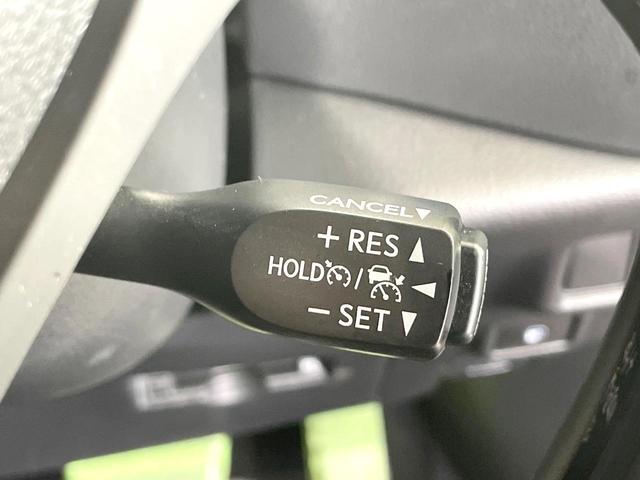 CANCEL
+ RES
HOLD /
− SET